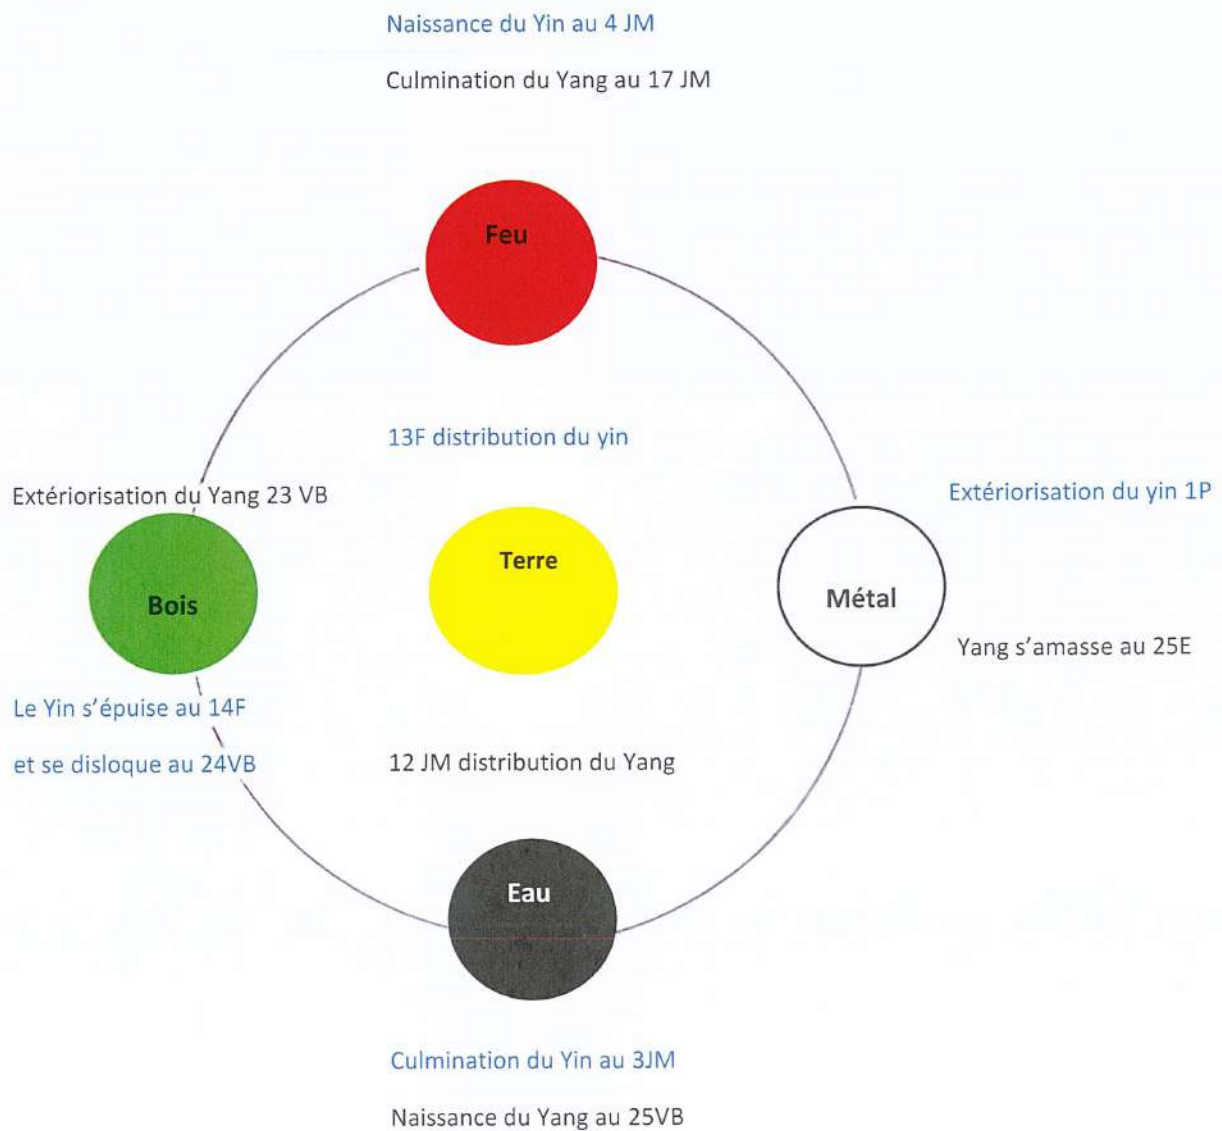 Naissance du Yin au 4 JM
Culmination du Yang au 17 JM
Feu
13F distribution du yin
Extériorisation du Yang 23 VB
Extériorisation du yin 1P
Terre
Bois
Métal
Yang s'amasse au 25E
Le Yin s'épuise au 14F
et se disloque au 24VB
12 JM distribution du Yang
Eau
Culmination du Yin au 3JM
Naissance du Yang au 25VB